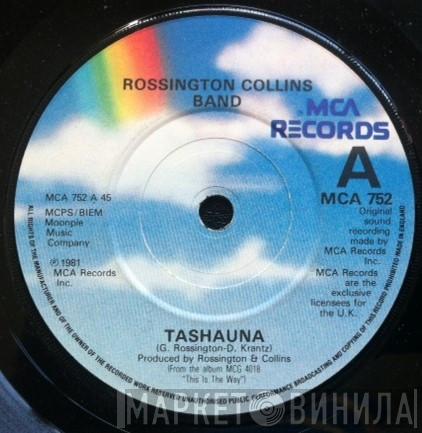 ROSSINGTON COLLINS
BAND
MCA
RECORDS
A
MCA 752
MCA 752 A 45
MCPS/BIEM
Moonpie
Music
Company
℗1981
MCA Records
Inc.
Original
sound
recording
made by
MCA Records
Inc.
MCA Records
are the
exclusive
licensees for
the U.K.
TASHAUNA
(G. Rossington-D. Krantz)
Produced by Rossington & Collins
(From the album MCG 4018
"This Is The Way")
ALL RIGHTS OF THE MANUFACTURER AND OF THE OWNER OF THE RECORDED WORK RESERVED UNAUTHORISED PUBLIC PERFORMANCE BROADCASTING AND COPYING OF THIS RECORD PROHIBITED MADE IN ENGLAND
МАРКЕТОВИНИЛА